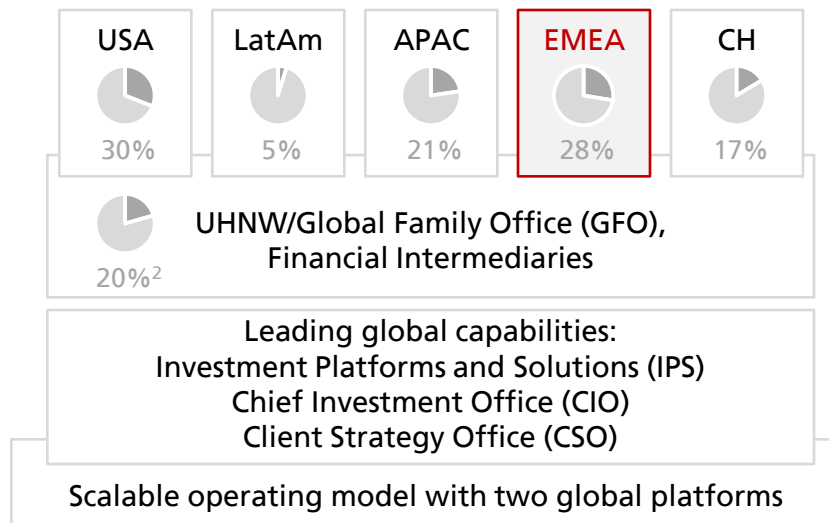 USA LatAm APAC EMEA CH
30% 5% 21% 28% 17%
UHNW/Global Family Office (GFO),
Financial Intermediaries
20%²
Leading global capabilities:
Investment Platforms and Solutions (IPS)
Chief Investment Office (CIO)
Client Strategy Office (CSO)
Scalable operating model with two global platforms